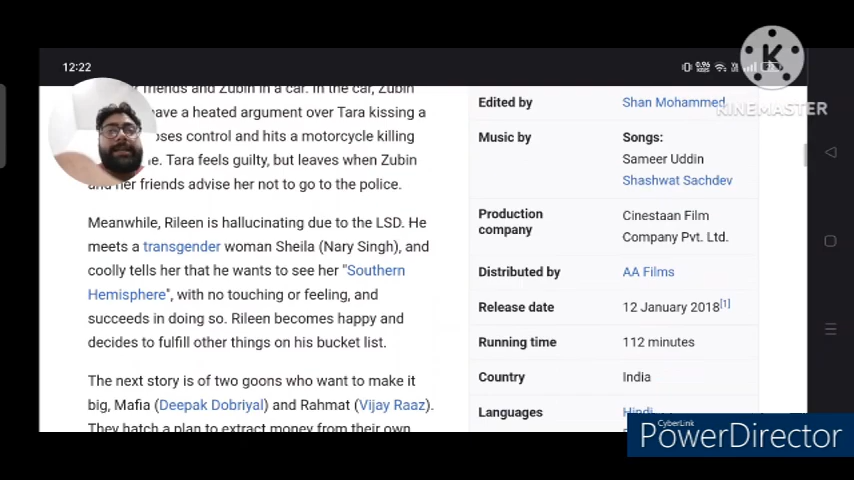 12:22
0.96
KINEMASTER
friends and Zubin in a car. In the car, Zubin
ave a heated argument over Tara kissing a
oses control and hits a motorcycle killing
e. Tara feels guilty, but leaves when Zubin
and her friends advise her not to go to the police.
Meanwhile, Rileen is hallucinating due to the LSD. He
meets a transgender woman Sheila (Nary Singh), and
coolly tells her that he wants to see her "Southern
Hemisphere", with no touching or feeling, and
succeeds in doing so. Rileen becomes happy and
decides to fulfill other things on his bucket list.
The next story is of two goons who want to make it
big, Mafia (Deepak Dobriyal) and Rahmat (Vijay Raaz).
They hatch a plan to extract money from their own
Edited by
Shan Mohammed
Music by
Songs:
Sameer Uddin
Shashwat Sachdev
Production
company
Cinestaan Film
Company Pvt. Ltd.
Distributed by
AA Films
Release date
12 January 2018[1]
Running time
112 minutes
Country
India
Languages
Hindi
CyberLink
PowerDirector